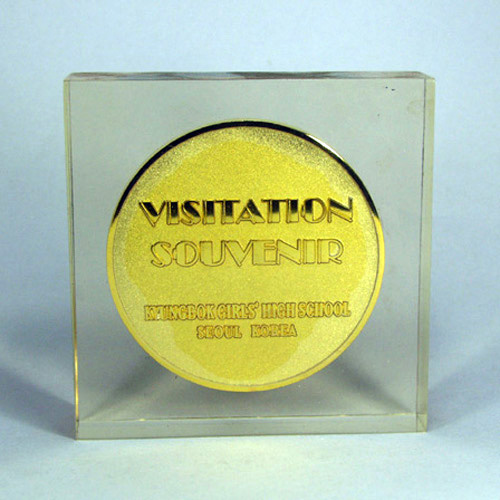 VISITATION
SOUVENIR
KYUNGBOK GIRLS' HIGH SCHOOL
SEOUL KOREA